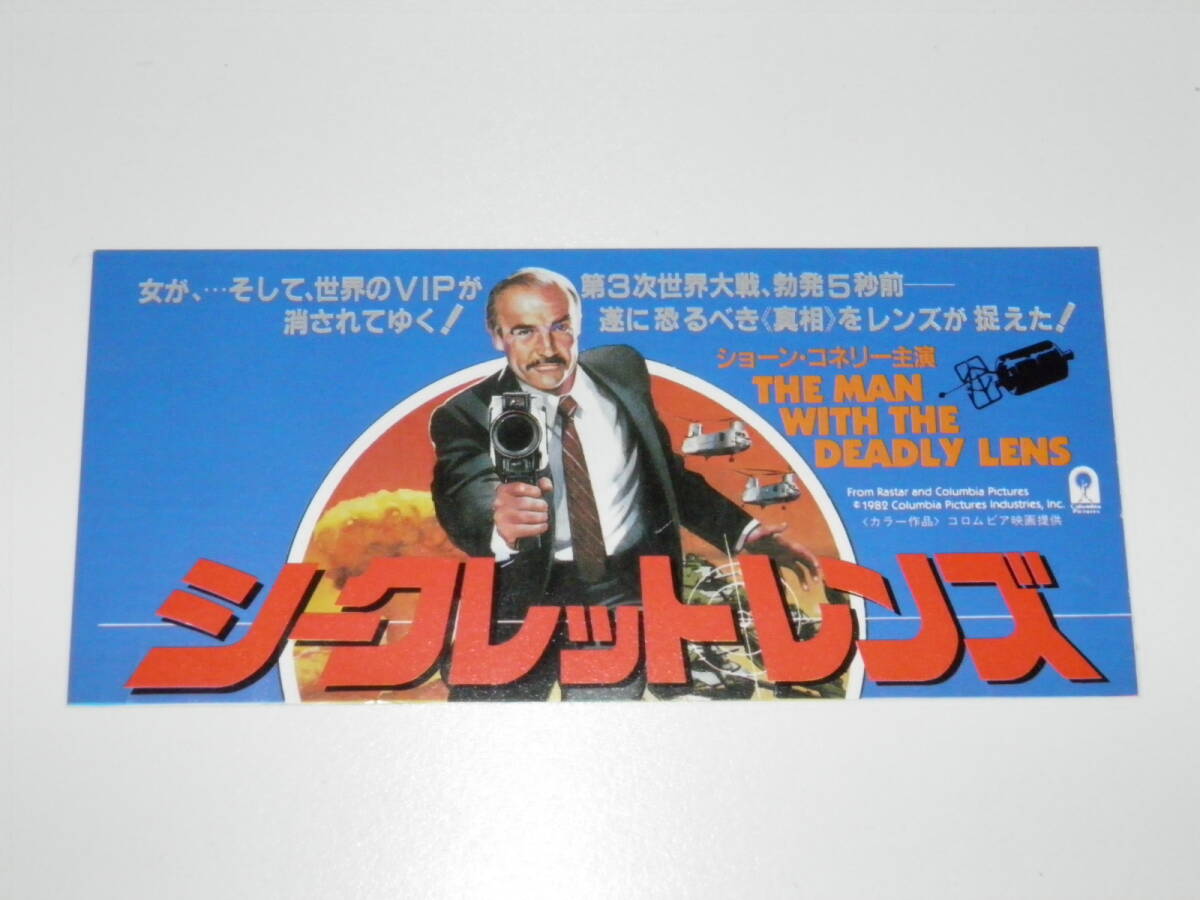 女が、…そして、世界のVIPが
消されてゆく!
第3次世界大戦、勃発5秒前——
遂に恐るべき〈真相〉をレンズが捉えた!
ショーン・コネリー主演
THE MAN
WITH THE
DEADLY LENS
From Rastar and Columbia Pictures
©1982 Columbia Pictures Industries, Inc.
〈カラー作品〉コロムビア映画提供
Columbia
Pictures
シークレットレンズ